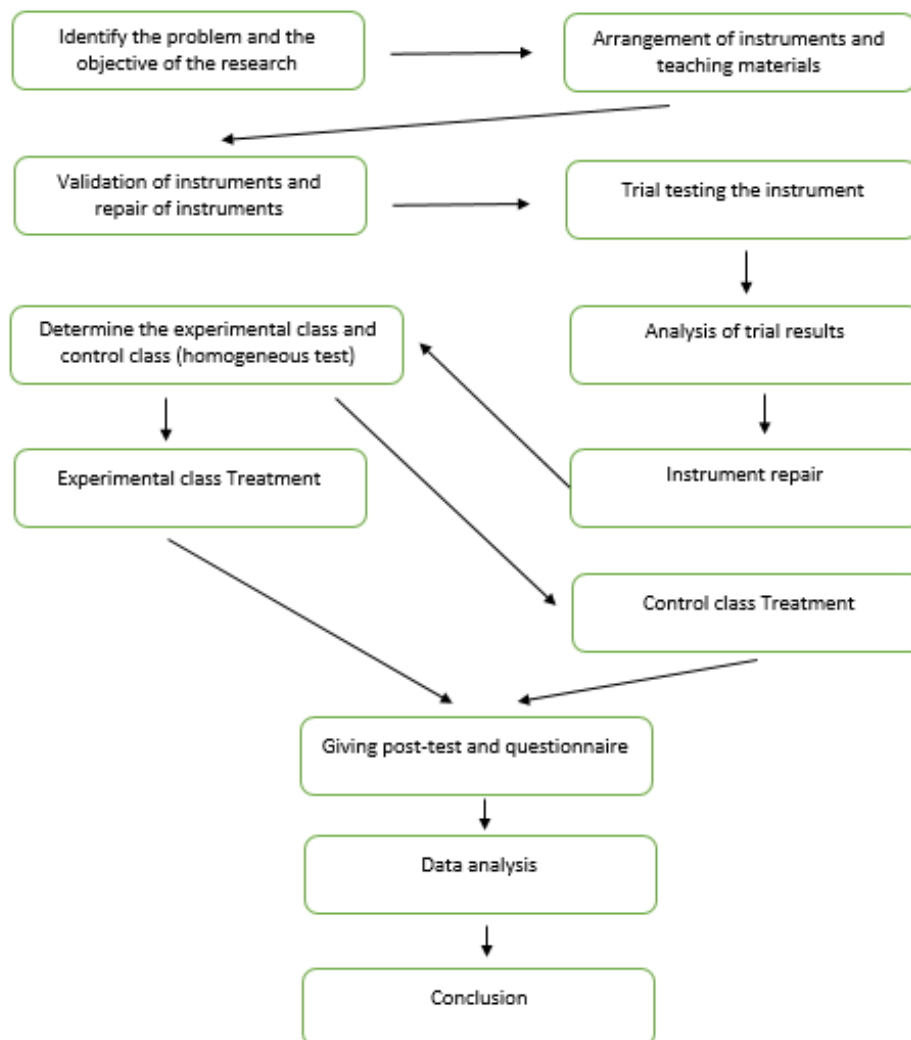 Identify the problem and the
objective of the research
Arrangement of instruments and
teaching materials
Validation of instruments and
repair of instruments
Trial testing the instrument
Determine the experimental class and
control class (homogeneous test)
Analysis of trial results
Experimental class Treatment
Instrument repair
Control class Treatment
Giving post-test and questionnaire
Data analysis
Conclusion